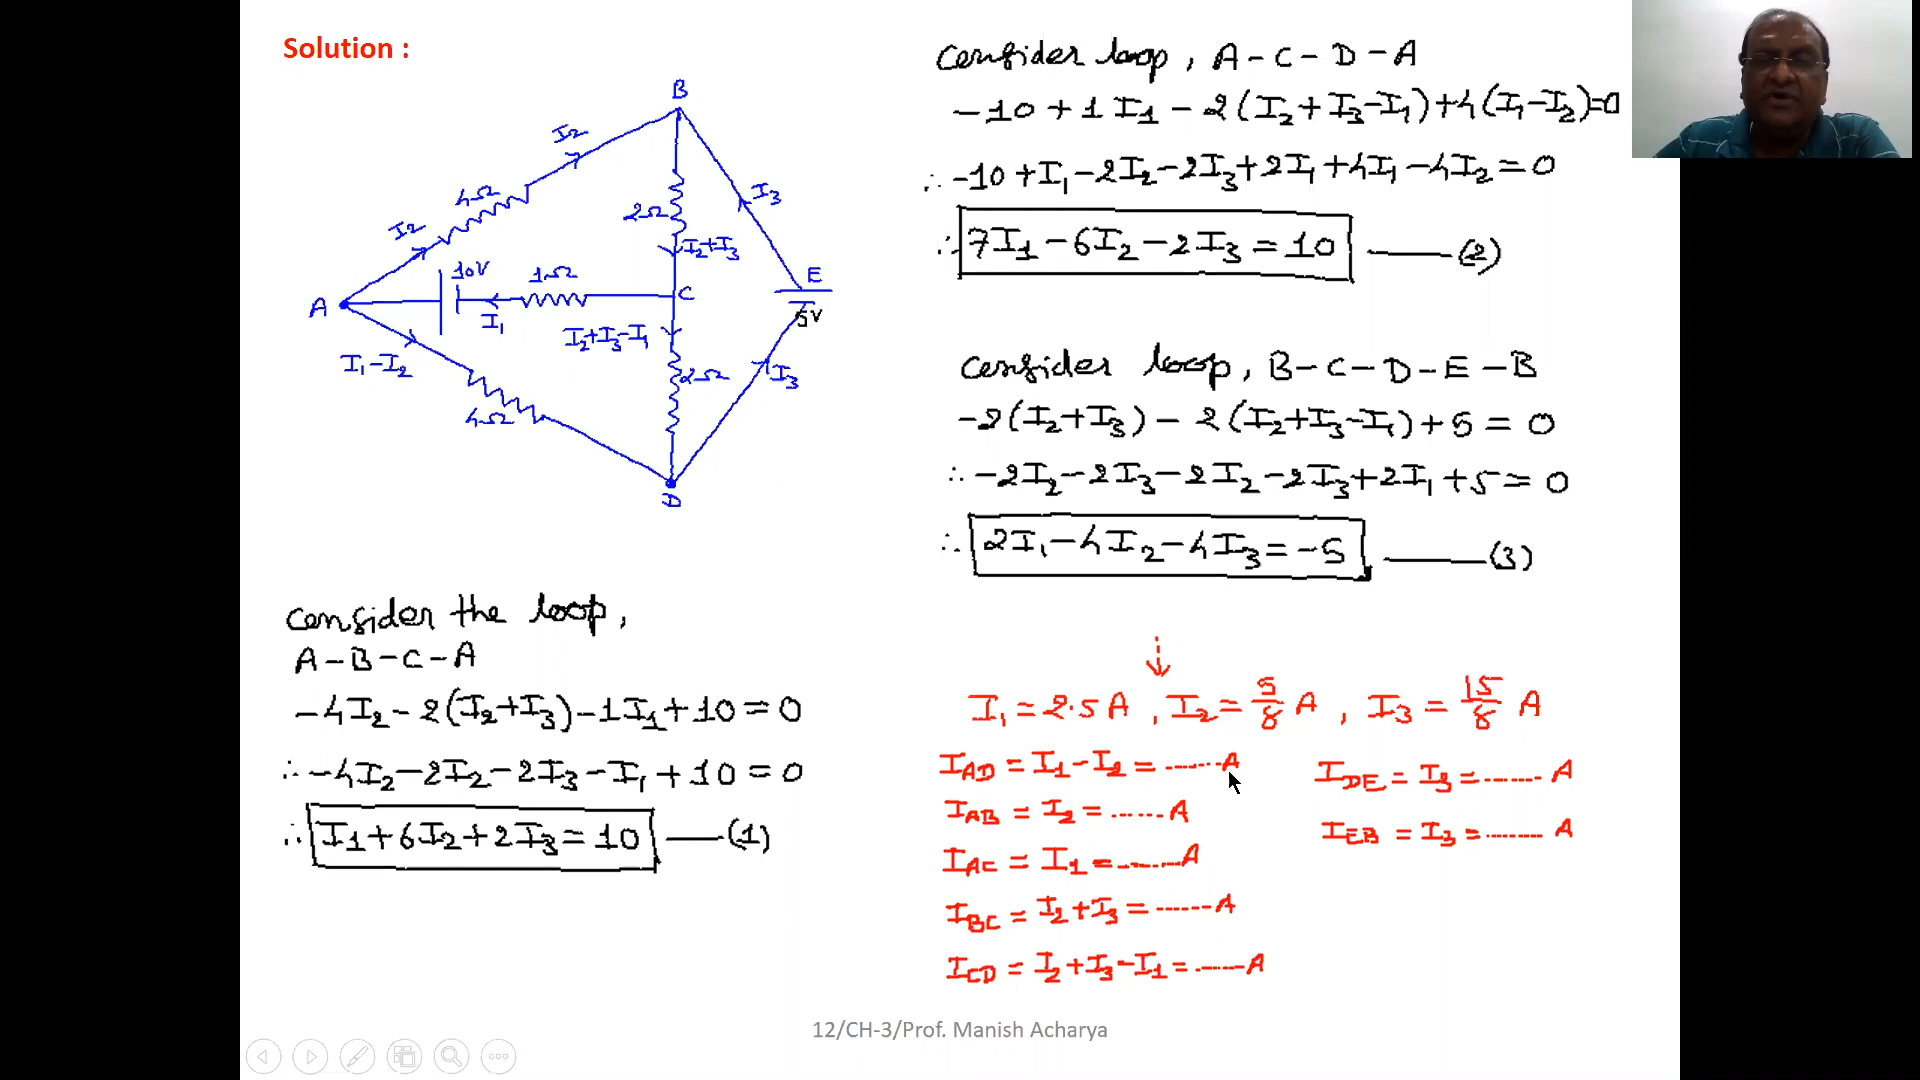 Solution :
B
I2
4Ω
I2
2Ω
I3
I2+I3
10V
1Ω
E
A
C
I1
5V
I2+I3-I1
I1-I2
2Ω
I3
4Ω
D
Consider the loop,
A-B-C-A
-4I2-2(I2+I3)-1I1+10=0
∴-4I2-2I2-2I3-I1+10=0
∴ I1+6I2+2I3=10 —(1)
Consider loop, A-C-D-A
-10+1I1-2(I2+I3-I1)+4(I1-I2)=0
∴-10+I1-2I2-2I3+2I1+4I1-4I2=0
∴ 7I1-6I2-2I3=10 —(2)
Consider loop, B-C-D-E-B
-2(I2+I3)-2(I2+I3-I1)+5=0
∴-2I2-2I3-2I2-2I3+2I1+5=0
∴ 2I1-4I2-4I3=-5 —(3)
I1=2.5A, I2=5/8 A, I3=15/8 A
IAD=I1-I2=......A
IAB=I2=......A
IAC=I1=......A
IBC=I2+I3=......A
ICD=I2+I3-I1=......A
IDE=I3=.......A
IEB=I3=........A
12/CH-3/Prof. Manish Acharya